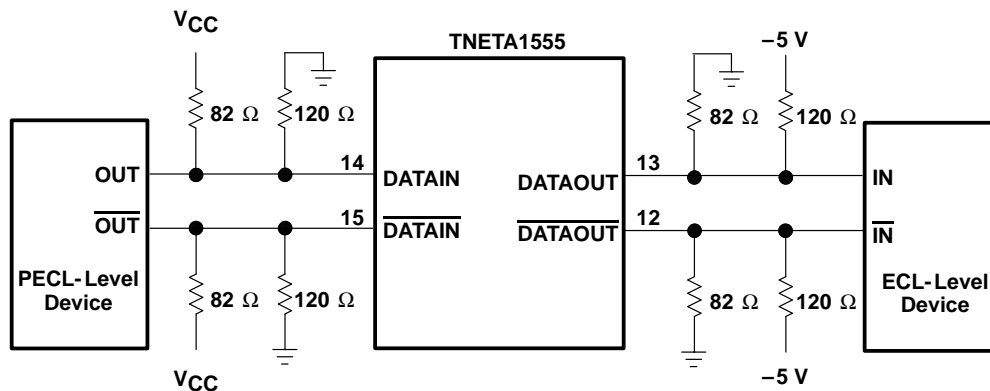 VCC
TNETA1555
–5 V
82 Ω
120 Ω
82 Ω
120 Ω
OUT
14
DATAIN
DATAOUT
13
IN
OUT
15
DATAIN
DATAOUT
12
IN
PECL-Level
Device
82 Ω
120 Ω
82 Ω
120 Ω
ECL-Level
Device
VCC
–5 V